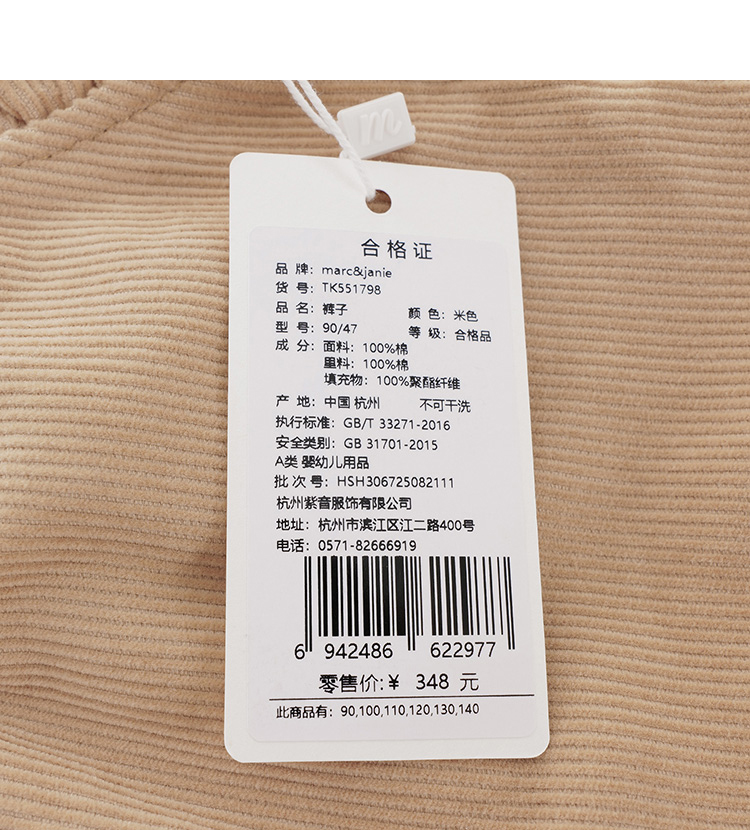 m
合格证
品 牌：marc&janie
货 号：TK551798
品 名：裤子 颜 色：米色
型 号：90/47 等 级：合格品
成 分：面料：100%棉
里料：100%棉
填充物：100%聚酯纤维
产 地：中国 杭州 不可干洗
执行标准：GB/T 33271-2016
安全类别：GB 31701-2015
A类 婴幼儿用品
批 次 号：HSH306725082111
杭州紫音服饰有限公司
地址：杭州市滨江区江二路400号
电话：0571-82666919
6 942486 622977
零售价:¥ 348 元
此商品有：90,100,110,120,130,140